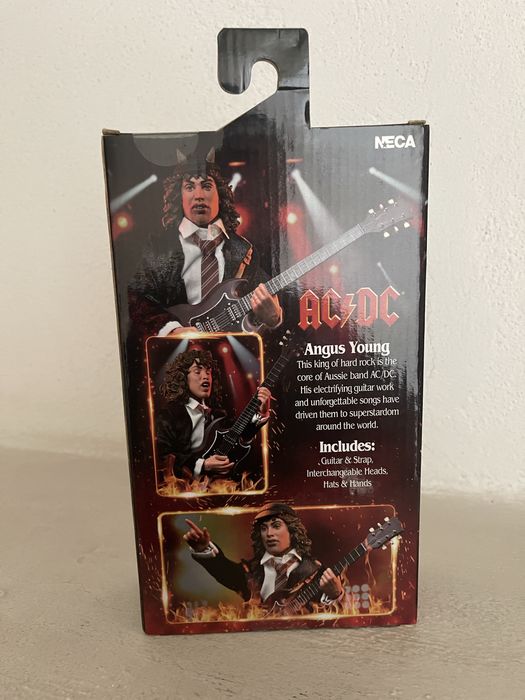 NECA
AC/DC
Angus Young
This king of hard rock is the
core of Aussie band AC/DC.
His electrifying guitar work
and unforgettable songs have
driven them to superstardom
around the world.
Includes:
Guitar & Strap,
Interchangeable Heads,
Hats & Hands